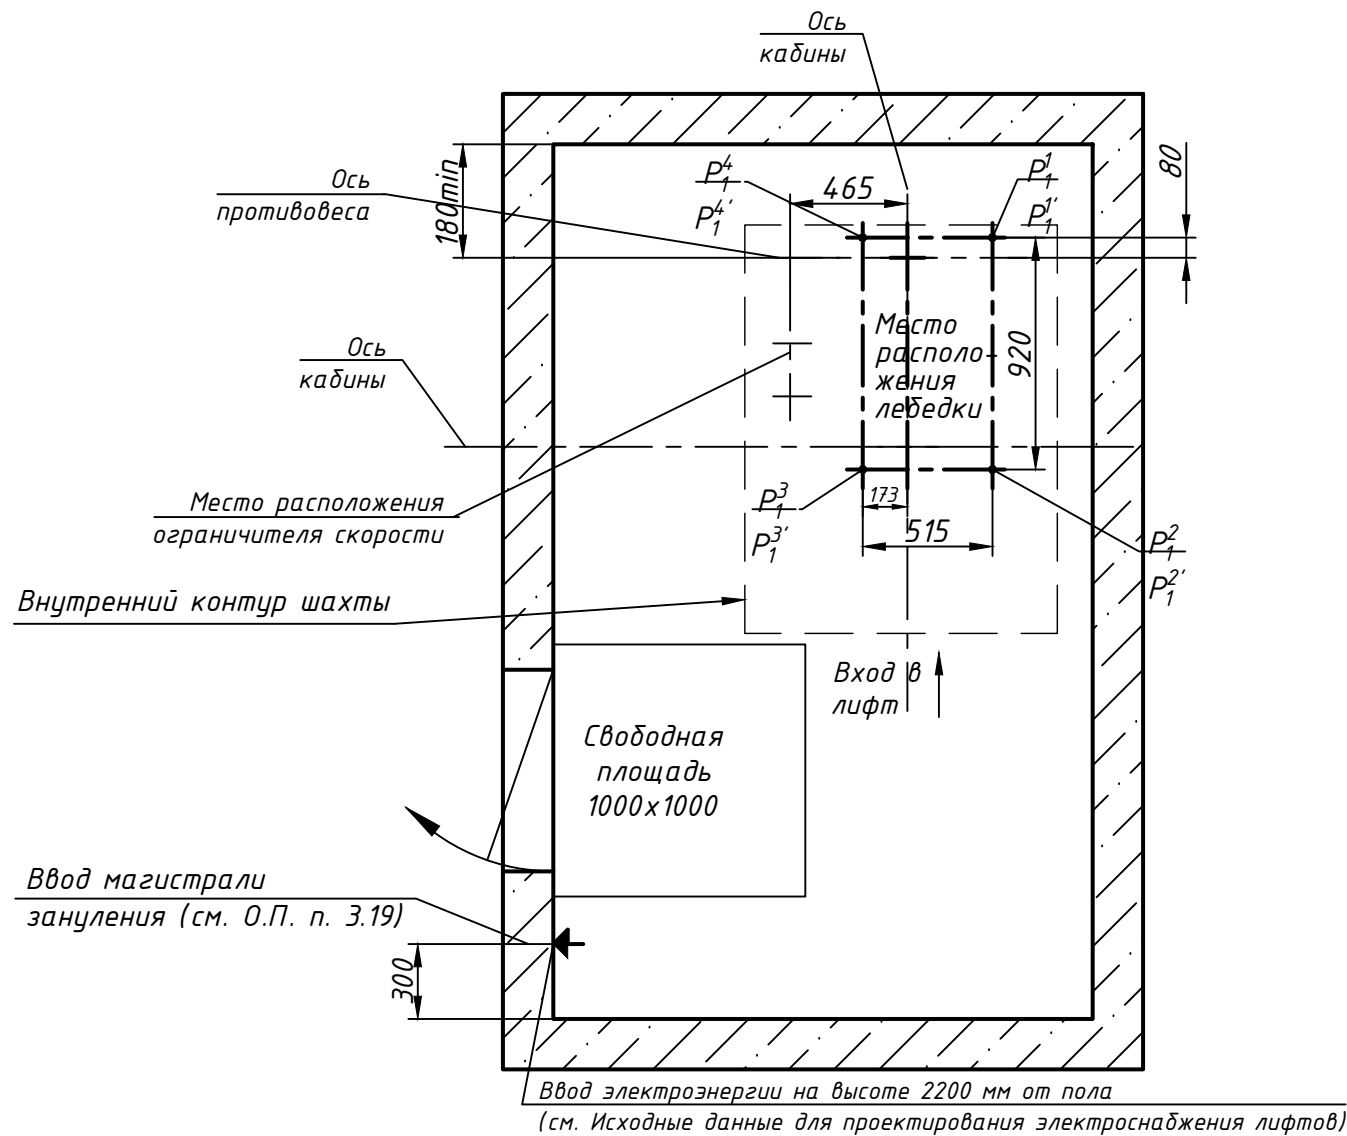 Ось
кабины
Ось
противовеса
180min
P₁⁴
P₁⁴'
465
P₁¹
P₁¹'
80
Ось
кабины
Место
располо-
жения
лебедки
920
Место расположения
ограничителя скорости
P₁³
P₁³'
173
515
P₁²
P₁²'
Внутренний контур шахты
Вход в
лифт
Свободная
площадь
1000х1000
Ввод магистрали
зануления (см. О.П. п. 3.19)
300
Ввод электроэнергии на высоте 2200 мм от пола
(см. Исходные данные для проектирования электроснабжения лифтов)